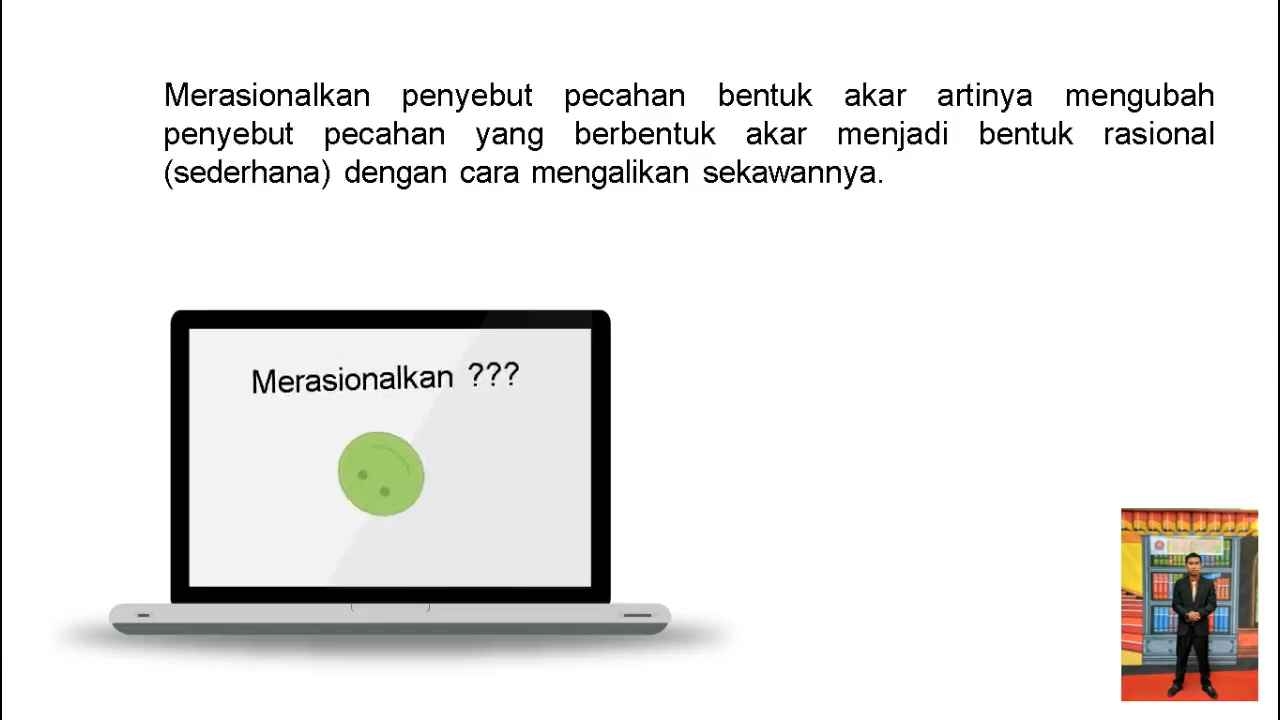 Merasionalkan penyebut pecahan bentuk akar artinya mengubah
penyebut pecahan yang berbentuk akar menjadi bentuk rasional
(sederhana) dengan cara mengalikan sekawannya.
Merasionalkan ???